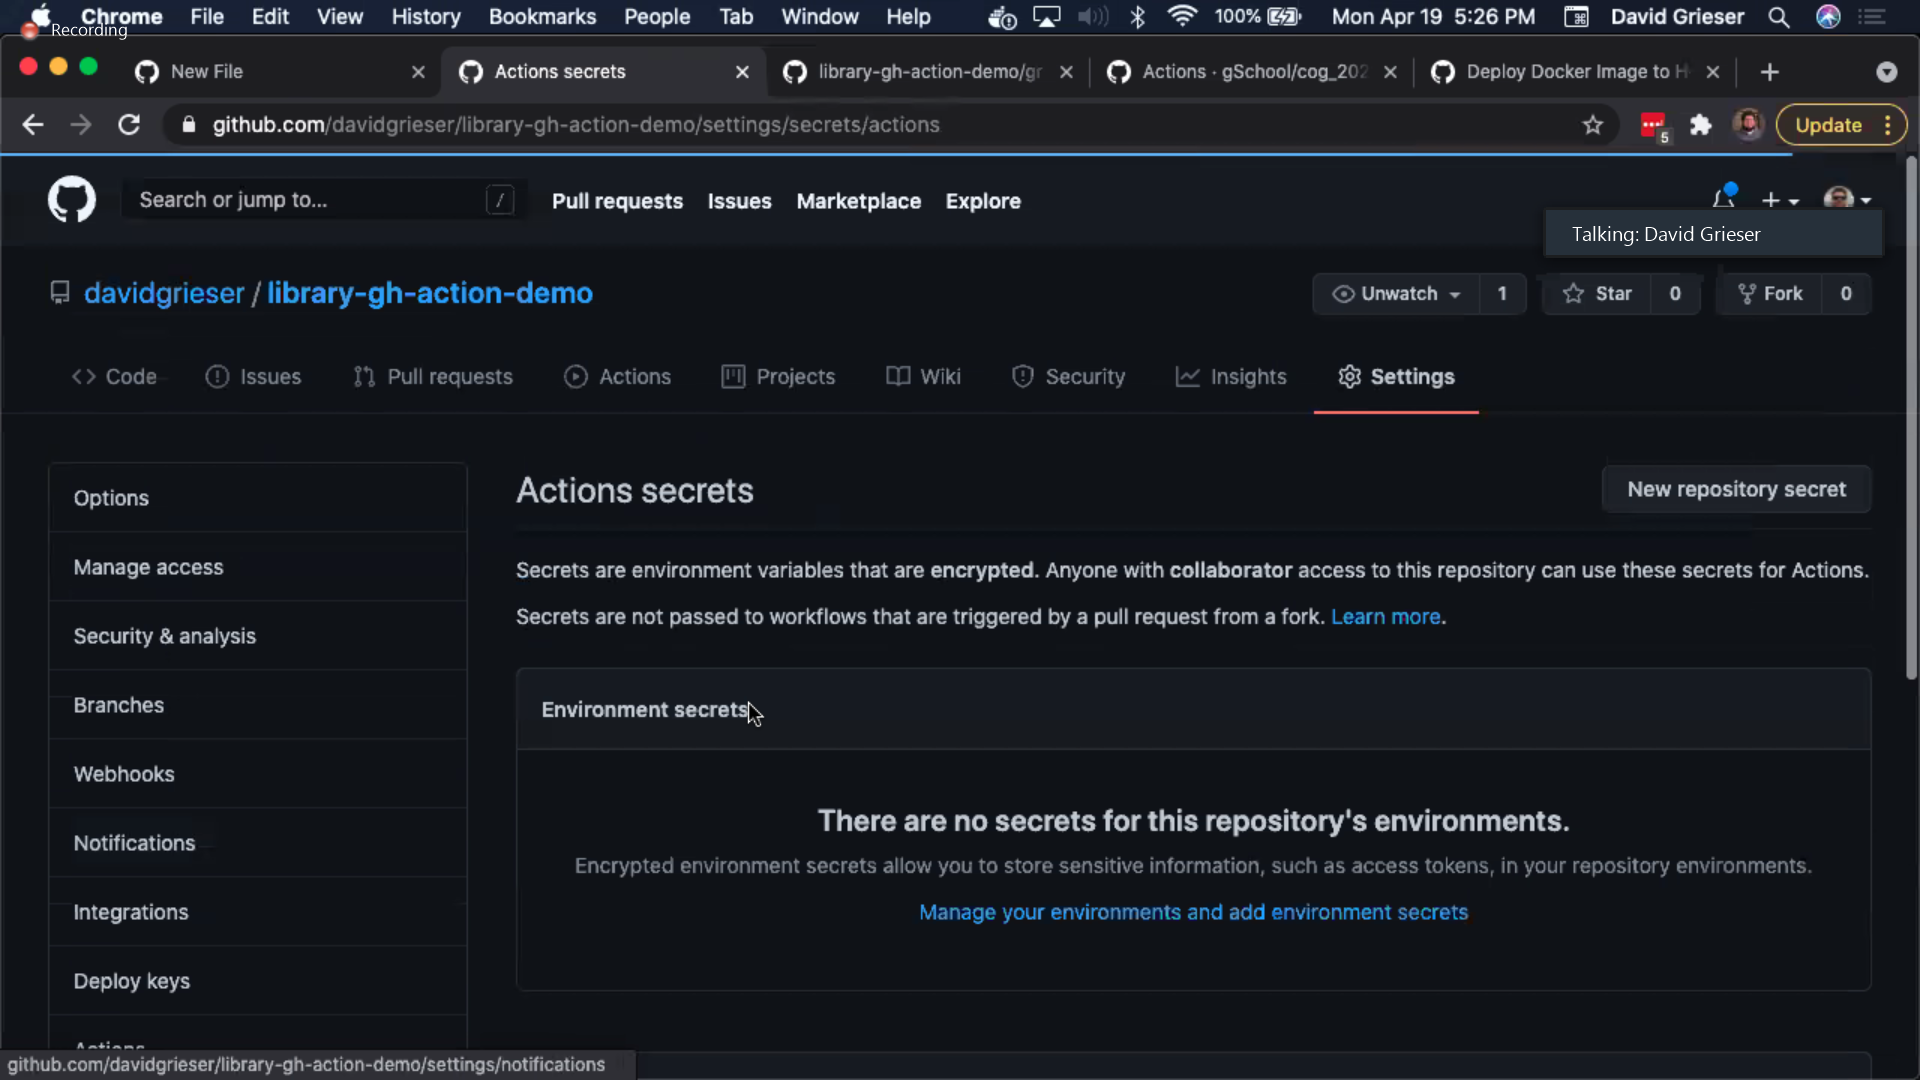 Chrome File Edit View History Bookmarks People Tab Window Help 100% Mon Apr 19 5:26 PM David Grieser
Recording
New File
Actions secrets
library-gh-action-demo/gr
Actions · gSchool/cog_202
Deploy Docker Image to H
github.com/davidgrieser/library-gh-action-demo/settings/secrets/actions
5
Update
Search or jump to... /
Pull requests Issues Marketplace Explore
Talking: David Grieser
davidgrieser / library-gh-action-demo
Unwatch 1 Star 0 Fork 0
Code Issues Pull requests Actions Projects Wiki Security Insights Settings
Options
Manage access
Security & analysis
Branches
Webhooks
Notifications
Integrations
Deploy keys
Actions
Actions secrets
New repository secret
Secrets are environment variables that are encrypted. Anyone with collaborator access to this repository can use these secrets for Actions.
Secrets are not passed to workflows that are triggered by a pull request from a fork. Learn more.
Environment secrets
There are no secrets for this repository's environments.
Encrypted environment secrets allow you to store sensitive information, such as access tokens, in your repository environments.
Manage your environments and add environment secrets
github.com/davidgrieser/library-gh-action-demo/settings/notifications